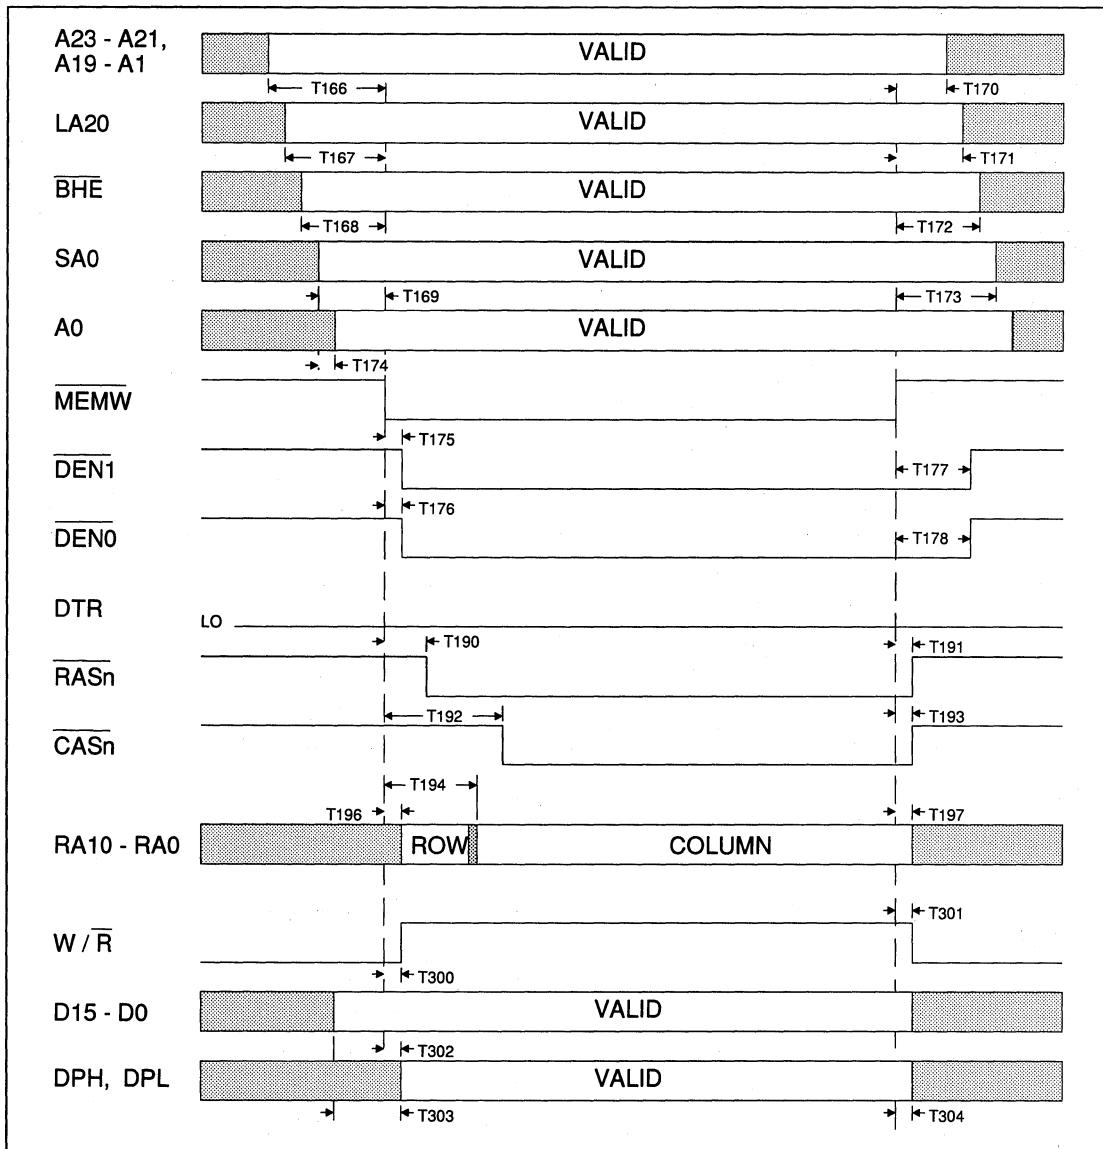 A23 - A21,
A19 - A1
VALID
T166
T170
LA20
VALID
T167
T171
BHE
VALID
T168
T172
SA0
VALID
T169
T173
A0
VALID
T174
MEMW
T175
DEN1
T177
T176
DEN0
T178
DTR
LO
T190
T191
RASn
T192
T193
CASn
T194
T196
T197
RA10 - RA0
ROW
COLUMN
T301
W / R
T300
D15 - D0
VALID
T302
DPH, DPL
VALID
T303
T304